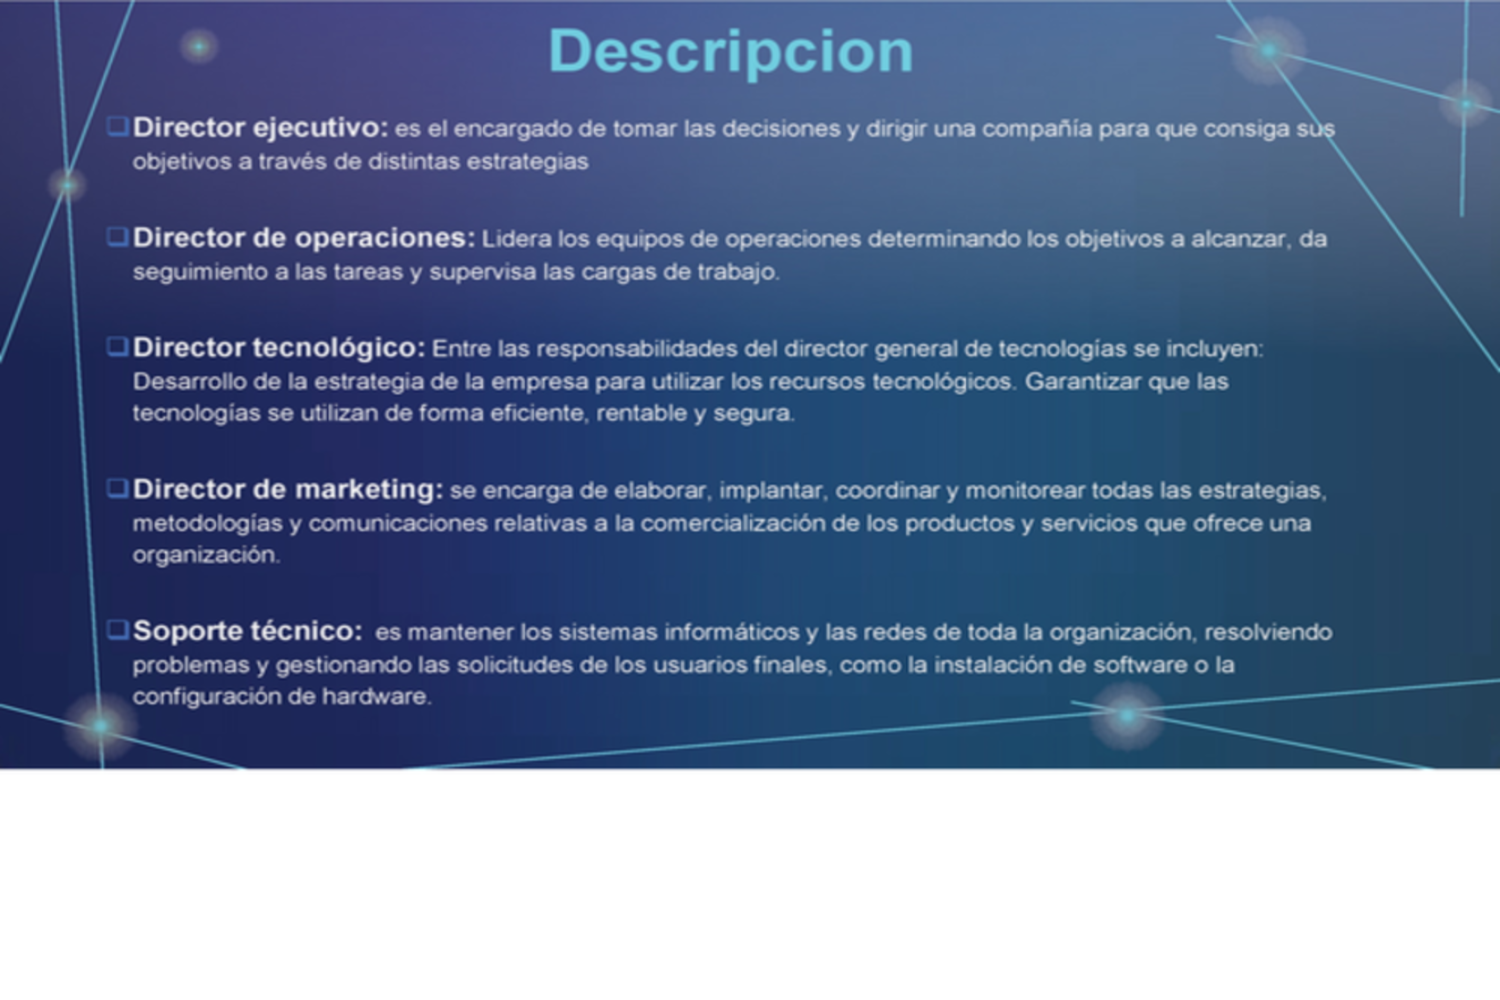 Descripcion
Director ejecutivo: es el encargado de tomar las decisiones y dirigir una compañía para que consiga sus
objetivos a través de distintas estrategias
Director de operaciones: Lidera los equipos de operaciones determinando los objetivos a alcanzar, da
seguimiento a las tareas y supervisa las cargas de trabajo.
Director tecnológico: Entre las responsabilidades del director general de tecnologías se incluyen:
Desarrollo de la estrategia de la empresa para utilizar los recursos tecnológicos. Garantizar que las
tecnologías se utilizan de forma eficiente, rentable y segura.
Director de marketing: se encarga de elaborar, implantar, coordinar y monitorear todas las estrategias,
metodologías y comunicaciones relativas a la comercialización de los productos y servicios que ofrece una
organización.
Soporte técnico: es mantener los sistemas informáticos y las redes de toda la organización, resolviendo
problemas y gestionando las solicitudes de los usuarios finales, como la instalación de software o la
configuración de hardware.